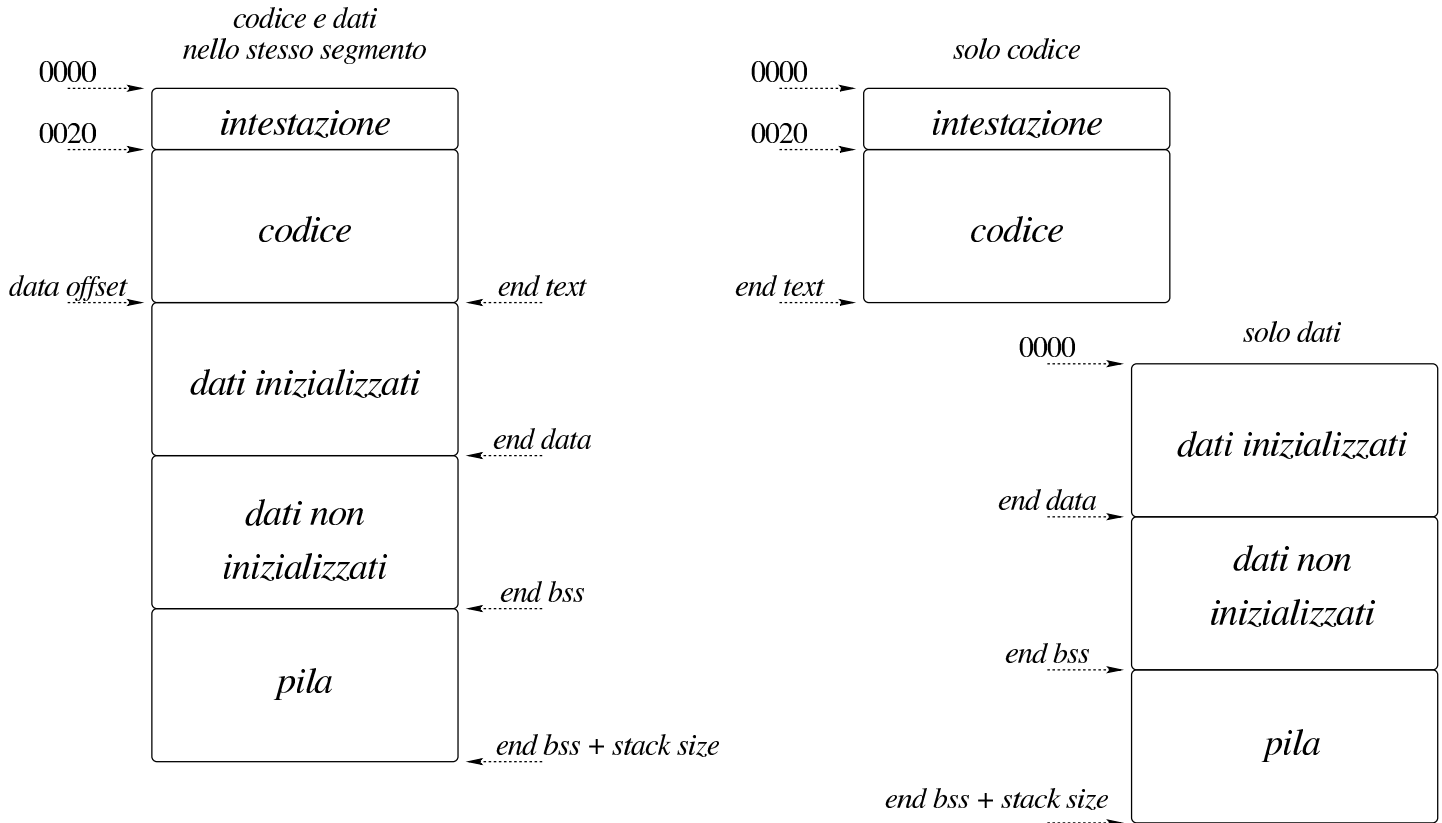 codice e dati
nello stesso segmento
0000
intestazione
0020
codice
data offset
end text
dati inizializzati
end data
dati non
inizializzati
end bss
pila
end bss + stack size
solo codice
0000
intestazione
0020
codice
end text
solo dati
0000
dati inizializzati
end data
dati non
inizializzati
end bss
pila
end bss + stack size